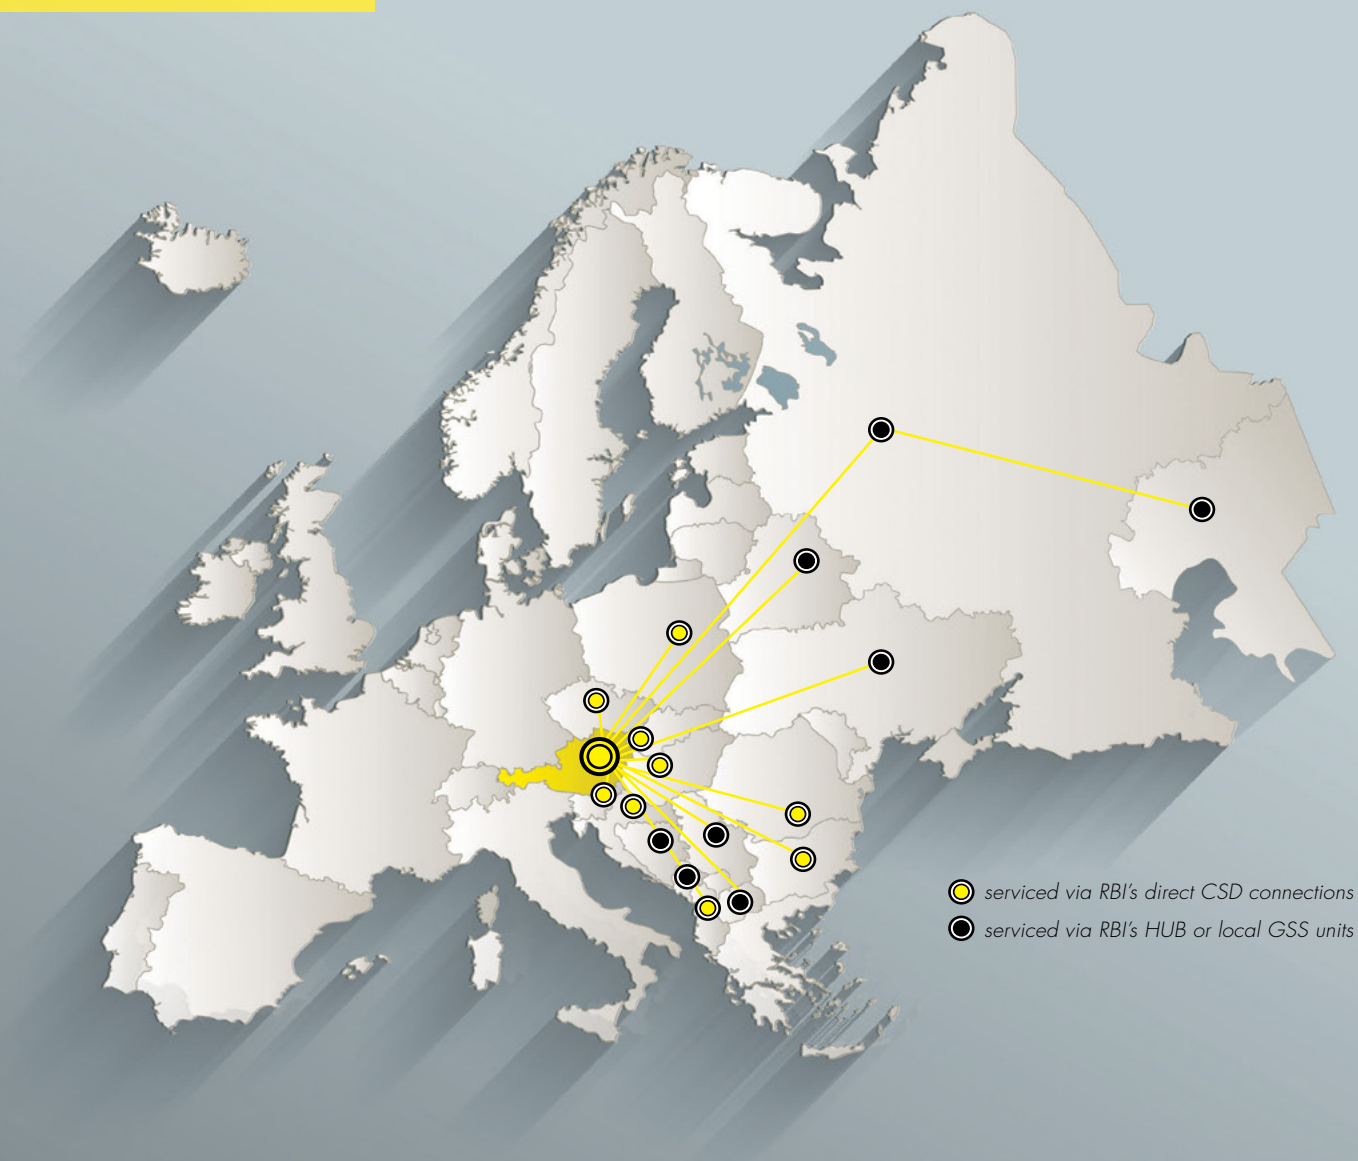 serviced via RBI's direct CSD connections
serviced via RBI's HUB or local GSS units